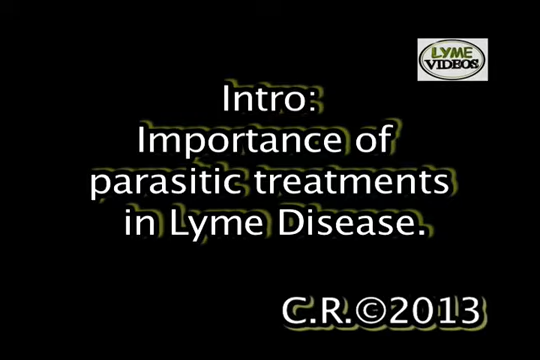 LYME
VIDEOS
Intro:
Importance of
parasitic treatments
in Lyme Disease.
C.R.©2013